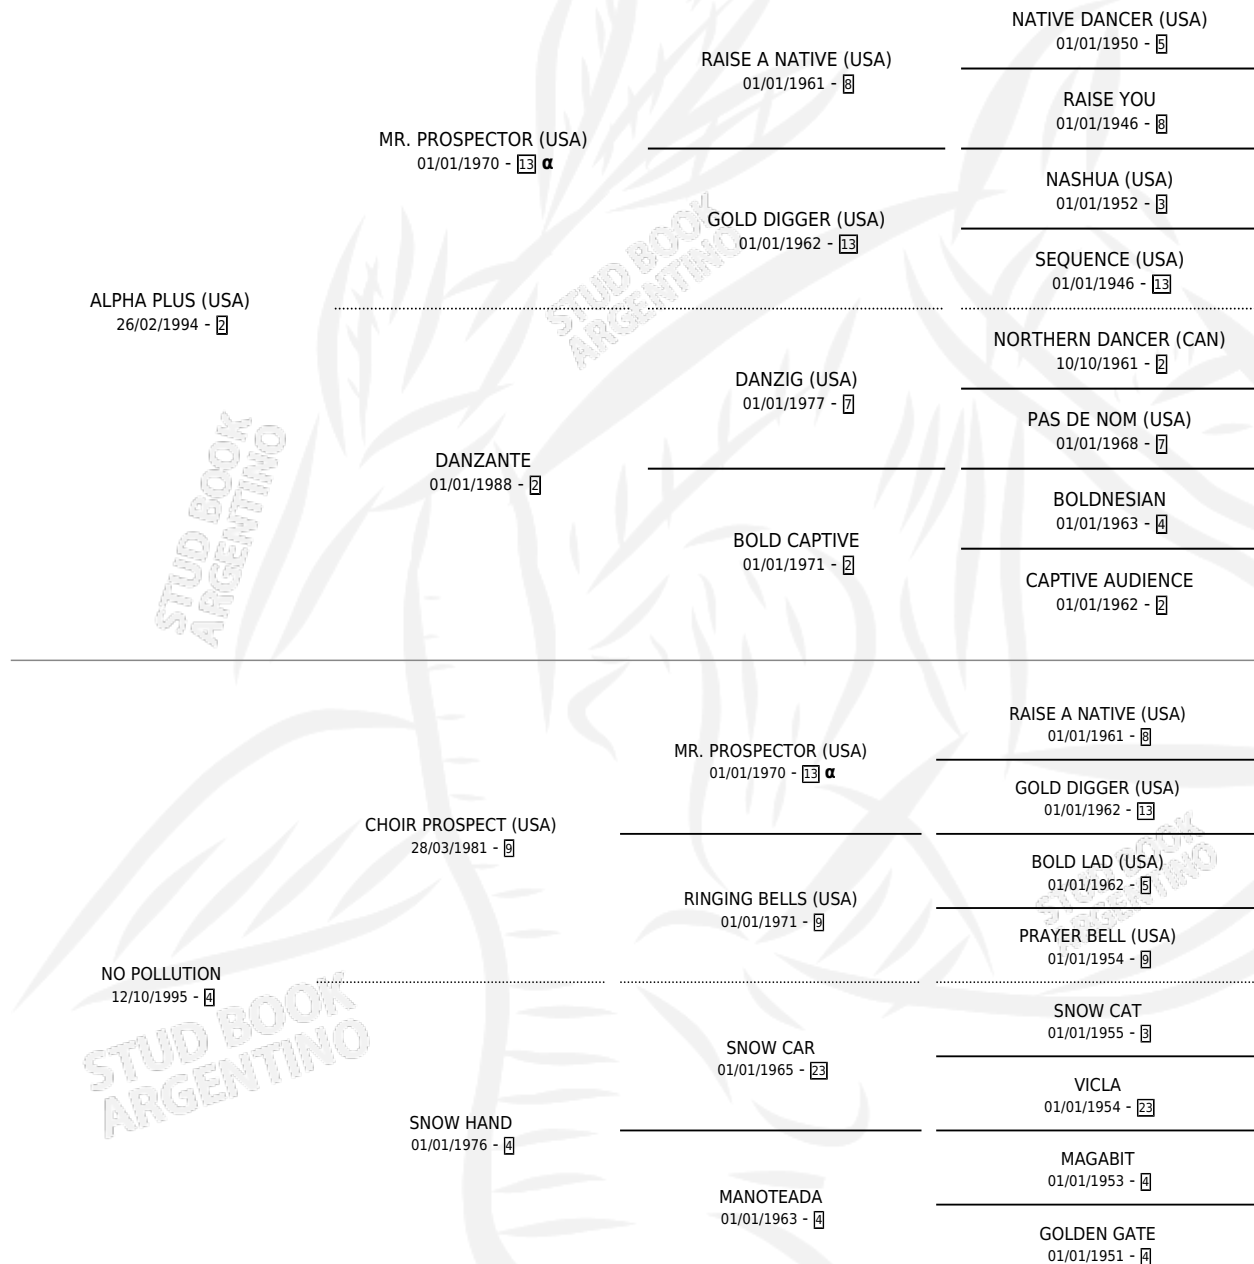 NATIVE DANCER (USA)
01/01/1950 - 5
RAISE A NATIVE (USA)
01/01/1961 - 8
RAISE YOU
01/01/1946 - 8
MR. PROSPECTOR (USA)
01/01/1970 - 13 α
NASHUA (USA)
01/01/1952 - 3
GOLD DIGGER (USA)
01/01/1962 - 13
SEQUENCE (USA)
01/01/1946 - 13
ALPHA PLUS (USA)
26/02/1994 - 2
NORTHERN DANCER (CAN)
10/10/1961 - 2
DANZIG (USA)
01/01/1977 - 7
PAS DE NOM (USA)
01/01/1968 - 7
DANZANTE
01/01/1988 - 2
BOLDNESIAN
01/01/1963 - 4
BOLD CAPTIVE
01/01/1971 - 2
CAPTIVE AUDIENCE
01/01/1962 - 2
STUD BOOK
ARGENTINO
STUD BOOK
ARGENTINO
RAISE A NATIVE (USA)
01/01/1961 - 8
MR. PROSPECTOR (USA)
01/01/1970 - 13 α
GOLD DIGGER (USA)
01/01/1962 - 13
CHOIR PROSPECT (USA)
28/03/1981 - 9
BOLD LAD (USA)
01/01/1962 - 5
RINGING BELLS (USA)
01/01/1971 - 9
PRAYER BELL (USA)
01/01/1954 - 9
NO POLLUTION
12/10/1995 - 4
SNOW CAT
01/01/1955 - 3
SNOW CAR
01/01/1965 - 23
VICLA
01/01/1954 - 23
SNOW HAND
01/01/1976 - 4
MAGABIT
01/01/1953 - 4
MANOTEADA
01/01/1963 - 4
GOLDEN GATE
01/01/1951 - 4
STUD BOOK
ARGENTINO
STUD BOOK
ARGENTINO